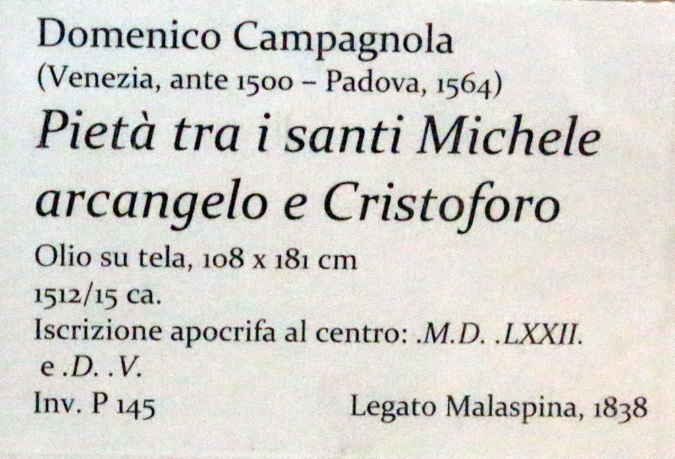 Domenico Campagnola
(Venezia, ante 1500 – Padova, 1564)
Pietà tra i santi Michele
arcangelo e Cristoforo
Olio su tela, 108 x 181 cm
1512/15 ca.
Iscrizione apocrifa al centro: .M.D. .LXXII.
e .D. .V.
Inv. P 145 Legato Malaspina, 1838